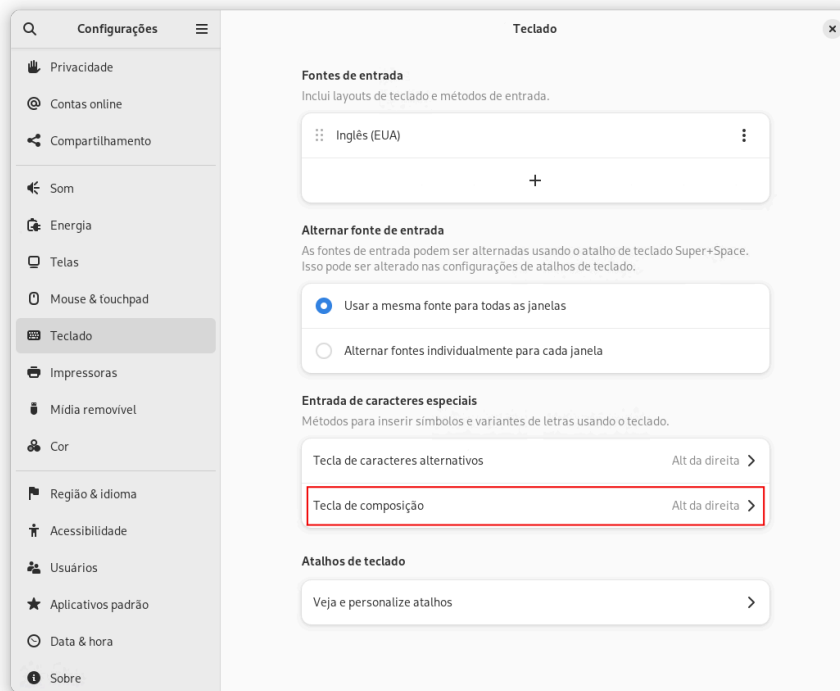 Configurações
Privacidade
Contas online
Compartilhamento
Som
Energia
Telas
Mouse & touchpad
Teclado
Impressoras
Mídia removível
Cor
Região & idioma
Acessibilidade
Usuários
Aplicativos padrão
Data & hora
Sobre
Teclado
Fontes de entrada
Inclui layouts de teclado e métodos de entrada.
Inglês (EUA)
Alternar fonte de entrada
As fontes de entrada podem ser alternadas usando o atalho de teclado Super+Space.
Isso pode ser alterado nas configurações de atalhos de teclado.
Usar a mesma fonte para todas as janelas
Alternar fontes individualmente para cada janela
Entrada de caracteres especiais
Métodos para inserir símbolos e variantes de letras usando o teclado.
Tecla de caracteres alternativos Alt da direita
Tecla de composição Alt da direita
Atalhos de teclado
Veja e personalize atalhos